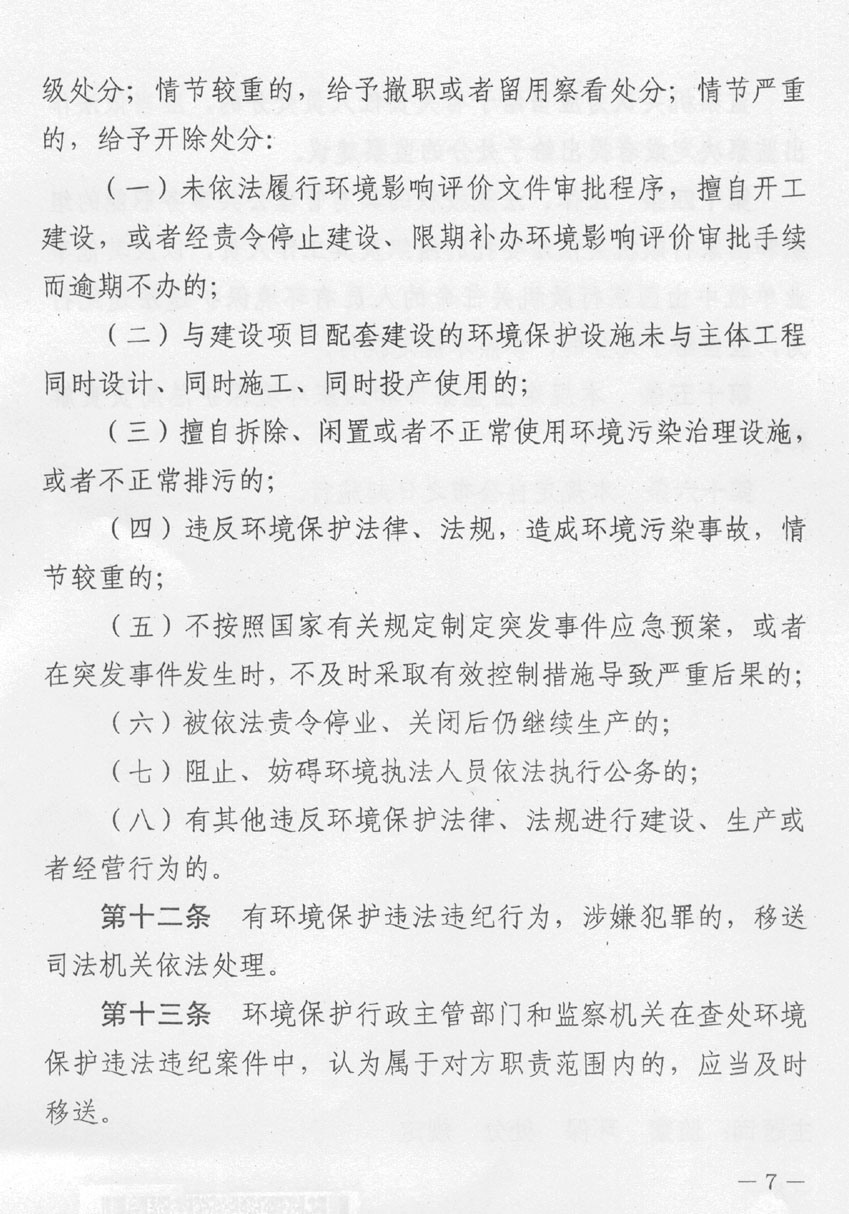 级处分；情节较重的，给予撤职或者留用察看处分；情节严重
的，给予开除处分：
（一）未依法履行环境影响评价文件审批程序，擅自开工
建设，或者经责令停止建设、限期补办环境影响评价审批手续
而逾期不办的；
（二）与建设项目配套建设的环境保护设施未与主体工程
同时设计、同时施工、同时投产使用的；
（三）擅自拆除、闲置或者不正常使用环境污染治理设施，
或者不正常排污的；
（四）违反环境保护法律、法规，造成环境污染事故，情
节较重的；
（五）不按照国家有关规定制定突发事件应急预案，或者
在突发事件发生时，不及时采取有效控制措施导致严重后果的；
（六）被依法责令停业、关闭后仍继续生产的；
（七）阻止、妨碍环境执法人员依法执行公务的；
（八）有其他违反环境保护法律、法规进行建设、生产或
者经营行为的。
第十二条　有环境保护违法违纪行为，涉嫌犯罪的，移送
司法机关依法处理。
第十三条　环境保护行政主管部门和监察机关在查处环境
保护违法违纪案件中，认为属于对方职责范围内的，应当及时
移送。
— 7 —